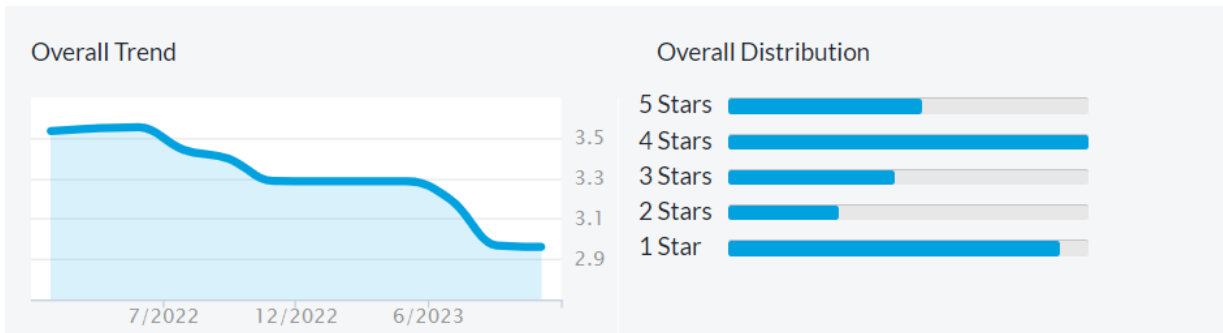 Overall Trend
3.5
3.3
3.1
2.9
7/2022 12/2022 6/2023
Overall Distribution
5 Stars
4 Stars
3 Stars
2 Stars
1 Star